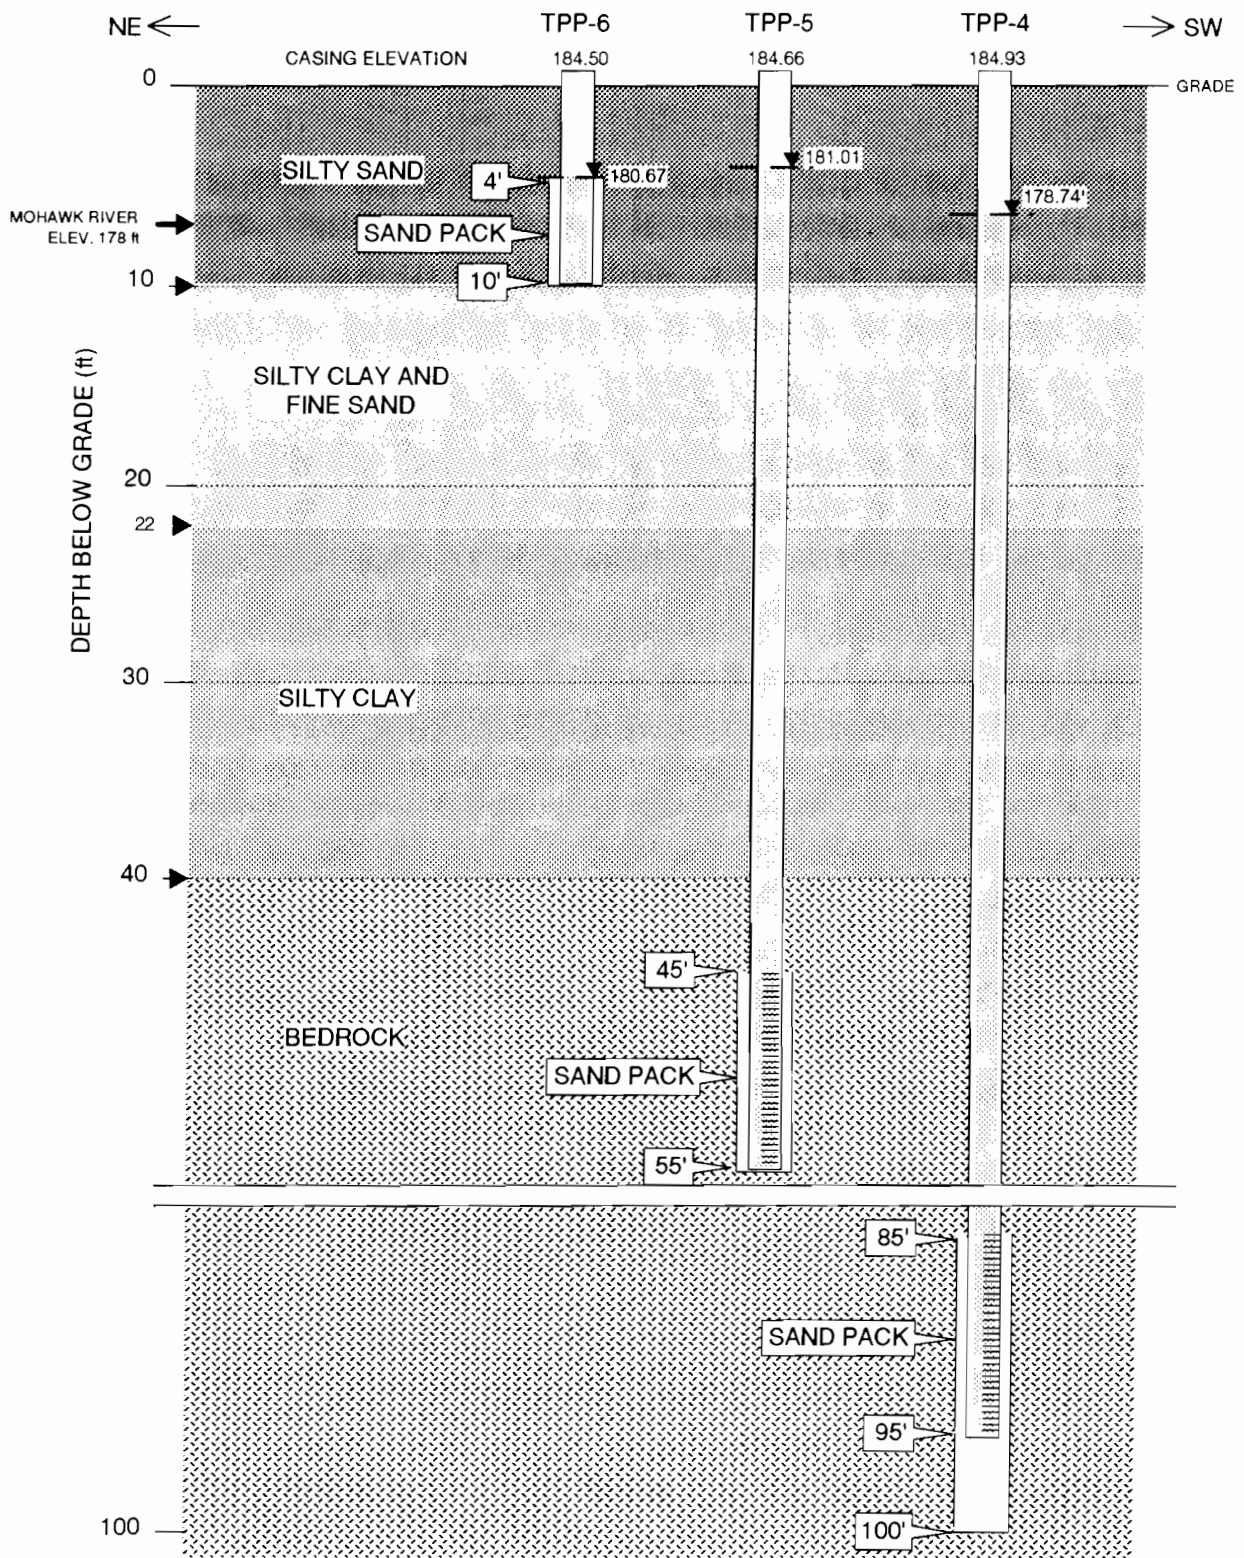 NE TPP-6 TPP-5 TPP-4 SW
CASING ELEVATION 184.50 184.66 184.93
0 GRADE
181.01
SILTY SAND 4' 180.67
178.74'
MOHAWK RIVER
ELEV. 178 ft
SAND PACK
10 10'
DEPTH BELOW GRADE (ft)
SILTY CLAY AND
FINE SAND
20
22
30
SILTY CLAY
40
45'
BEDROCK
SAND PACK
55'
85'
SAND PACK
95'
100 100'